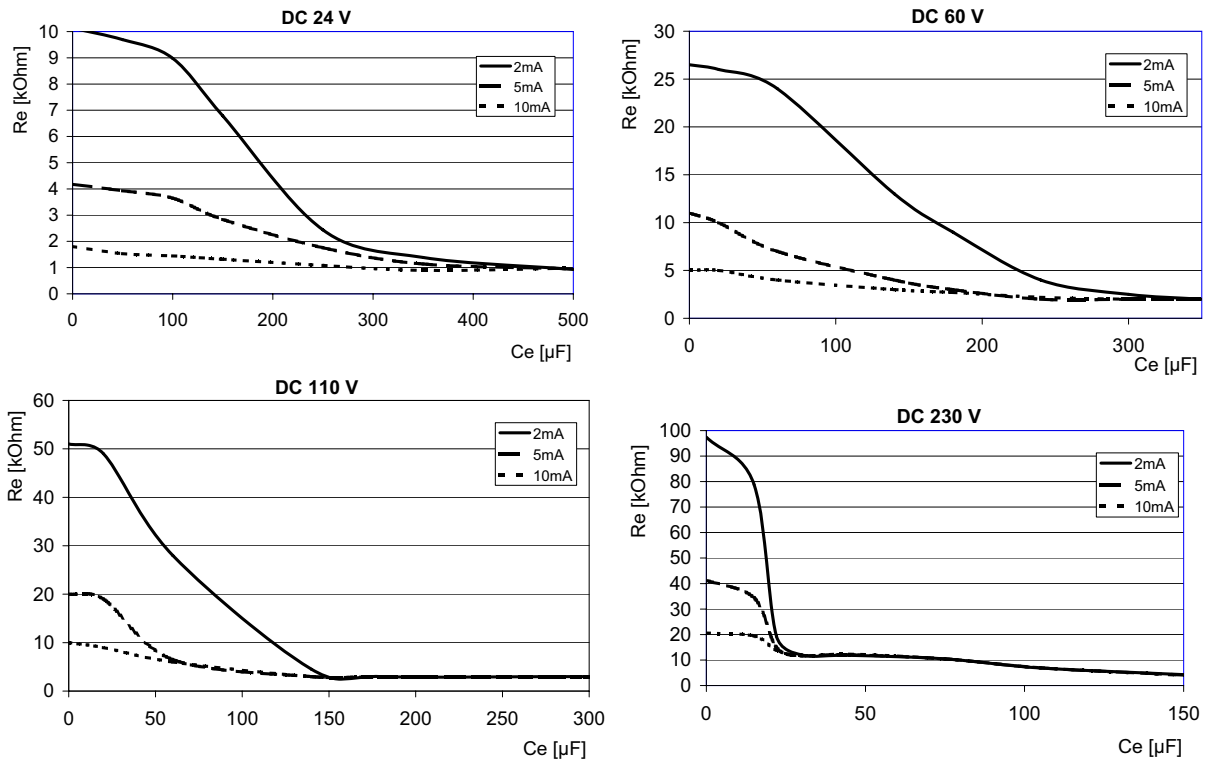 DC 24 V
Re [kOhm]
10
9
8
7
6
5
4
3
2
1
0
0 100 200 300 400 500
Ce [µF]
2mA
5mA
10mA
DC 60 V
Re [kOhm]
30
25
20
15
10
5
0
0 100 200 300
Ce [µF]
2mA
5mA
10mA
DC 110 V
Re [kOhm]
60
50
40
30
20
10
0
0 50 100 150 200 250 300
Ce [µF]
2mA
5mA
10mA
DC 230 V
Re [kOhm]
100
90
80
70
60
50
40
30
20
10
0
0 50 100 150
Ce [µF]
2mA
5mA
10mA